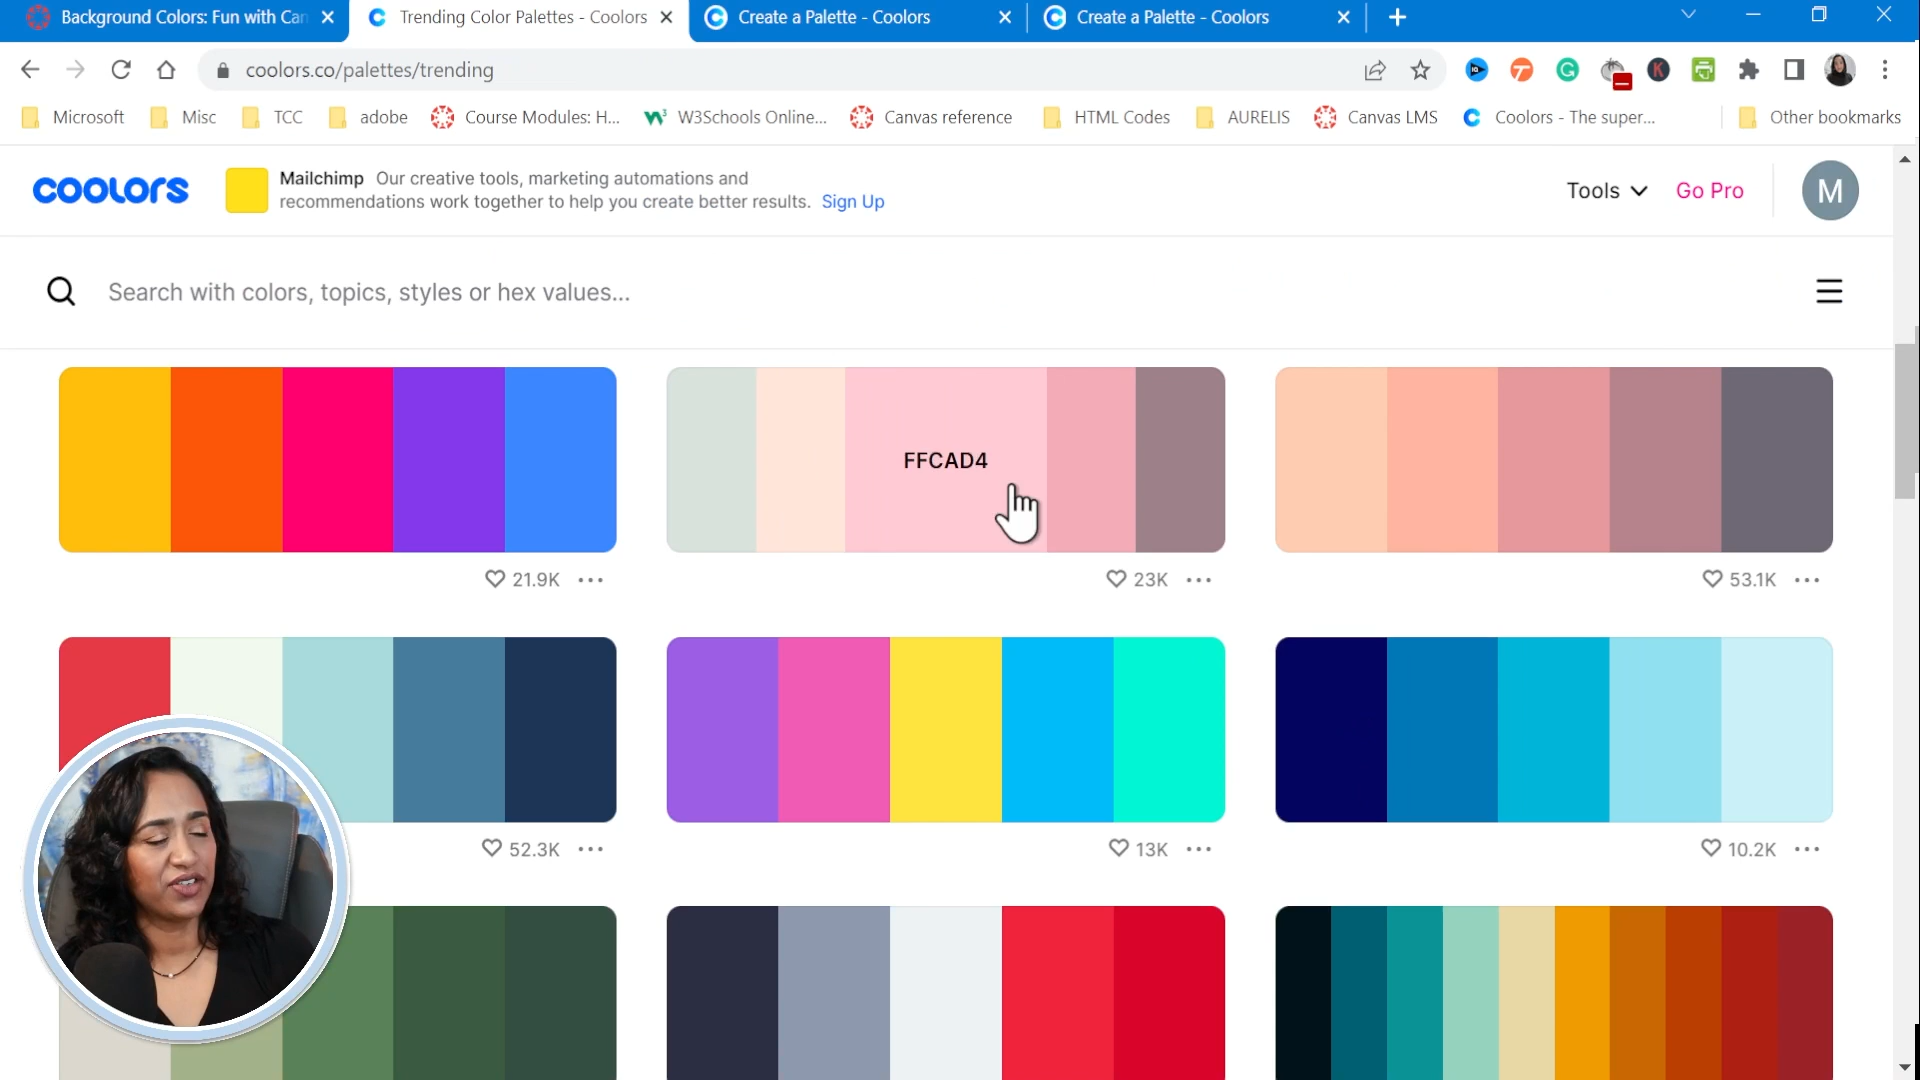 Background Colors: Fun with Can
Trending Color Palettes - Coolors
Create a Palette - Coolors
Create a Palette - Coolors
coolors.co/palettes/trending
Microsoft
Misc
TCC
adobe
Course Modules: H...
W3Schools Online...
Canvas reference
HTML Codes
AURELIS
Canvas LMS
Coolors - The super...
Other bookmarks
coolors
Mailchimp Our creative tools, marketing automations and
recommendations work together to help you create better results. Sign Up
Tools
Go Pro
M
Search with colors, topics, styles or hex values...
FFCAD4
21.9K
23K
53.1K
52.3K
13K
10.2K